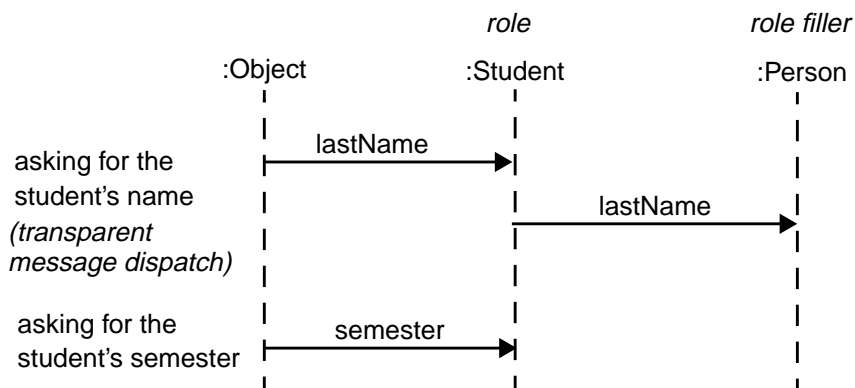 role
role filler
:Object
:Student
:Person
lastName
asking for the
student's name
lastName
(transparent
message dispatch)
asking for the
semester
student's semester